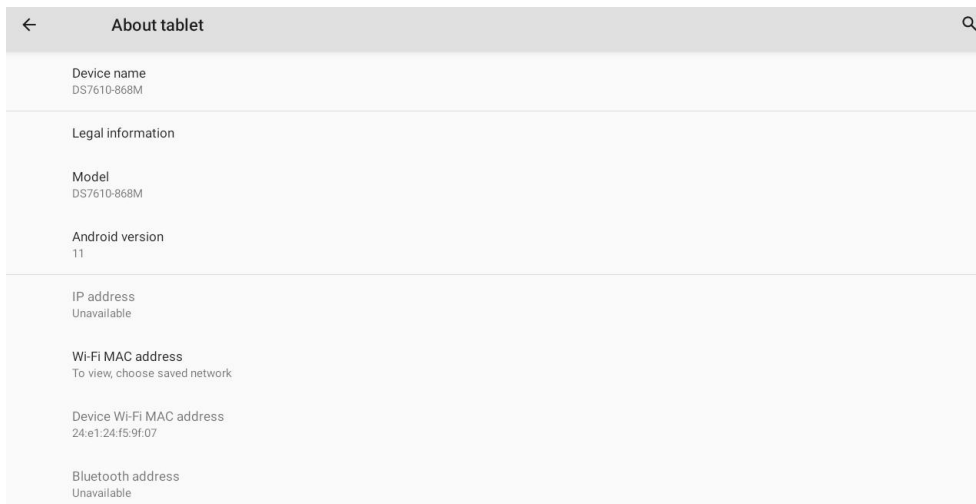 About tablet
Device name
DS7610-868M
Legal information
Model
DS7610-868M
Android version
11
IP address
Unavailable
Wi-Fi MAC address
To view, choose saved network
Device Wi-Fi MAC address
24:e1:24:f5:9f:07
Bluetooth address
Unavailable